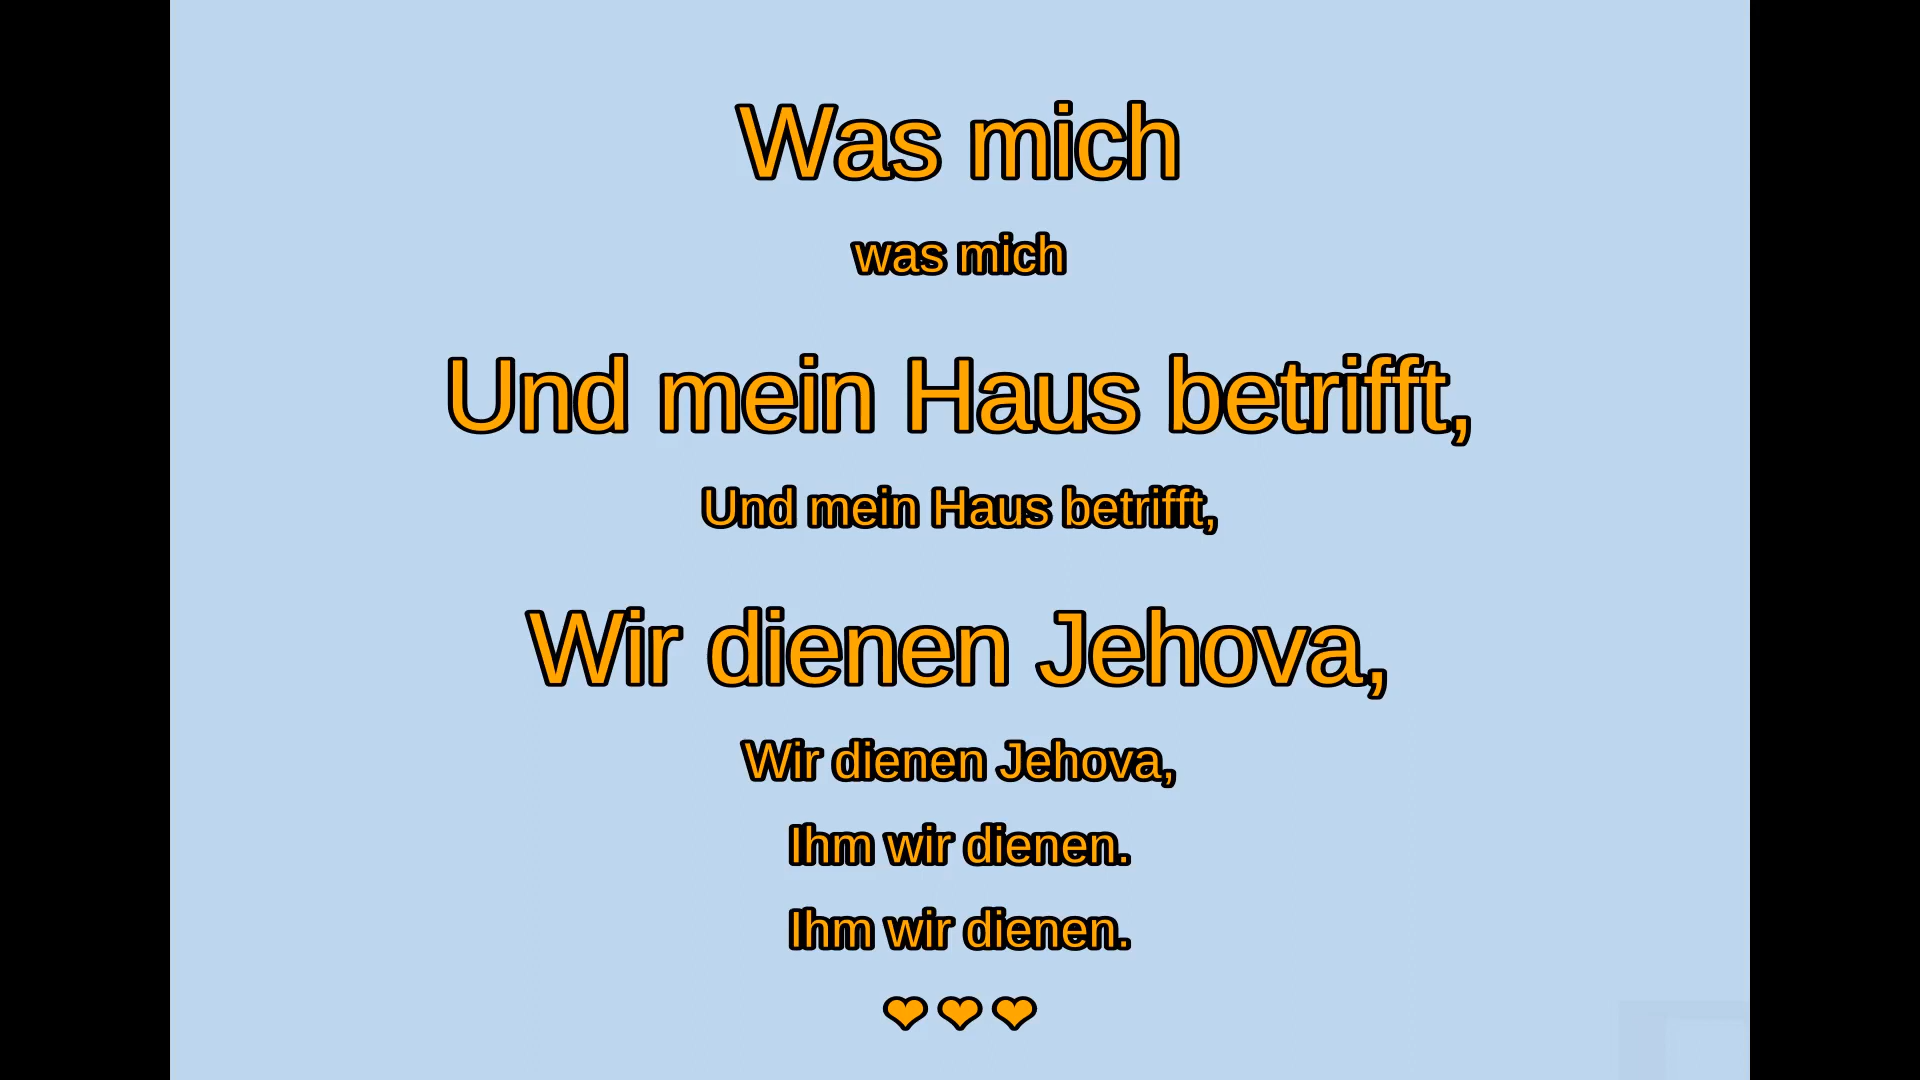 Was mich
was mich
Und mein Haus betrifft,
Und mein Haus betrifft,
Wir dienen Jehova,
Wir dienen Jehova,
Ihm wir dienen.
Ihm wir dienen.
❤❤❤